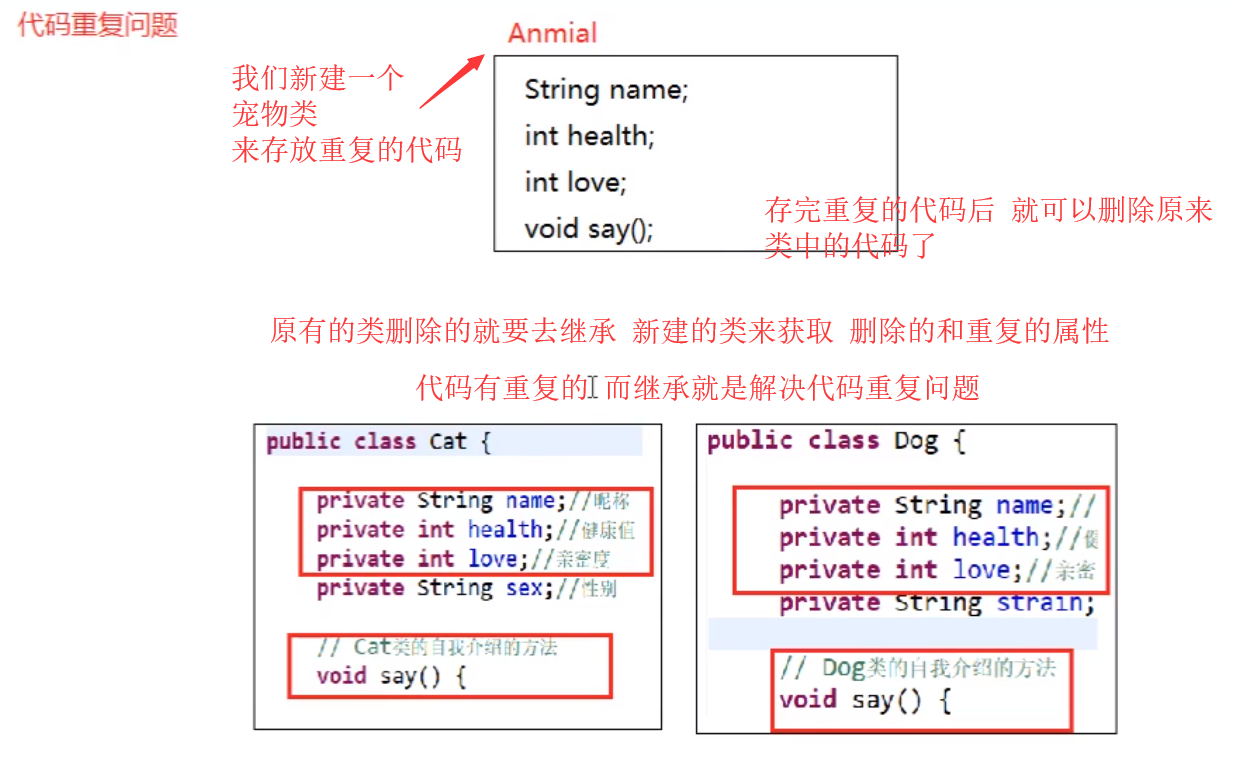 代码重复问题
Anmial
我们新建一个
宠物类
来存放重复的代码
String name;
int health;
int love;
void say();
存完重复的代码后 就可以删除原来
类中的代码了
原有的类删除的就要去继承 新建的类来获取 删除的和重复的属性
代码有重复的 而继承就是解决代码重复问题
public class Cat {
private String name;//昵称
private int health;//健康值
private int love;//亲密度
private String sex;//性别
// Cat类的自我介绍的方法
void say() {
public class Dog {
private String name;//
private int health;//
private int love;//亲密
private String strain;
// Dog类的自我介绍的方法
void say() {